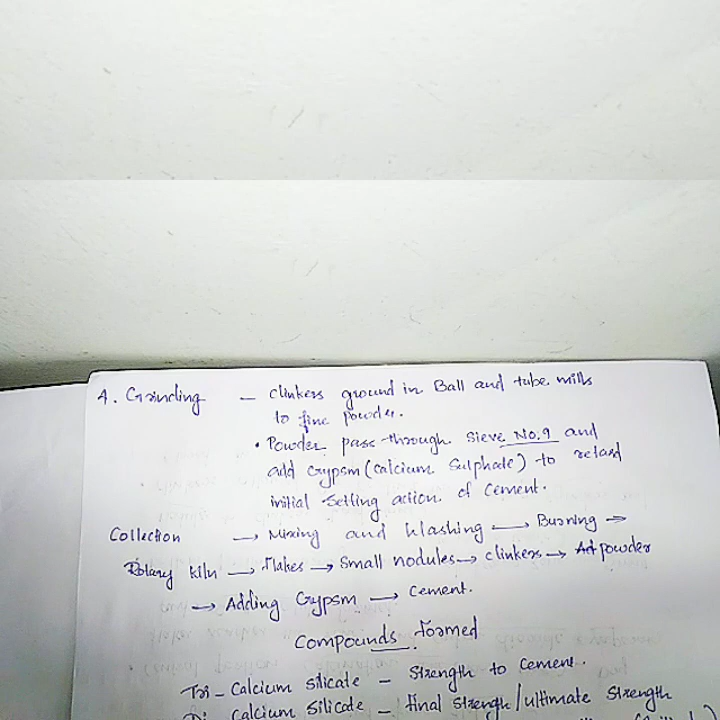 4. Grinding - clinkers ground in Ball and tube mills
to fine powder.
• Powder pass through Sieve No.9 and
add Gypsm (calcium Sulphate) to retard
initial Setting action of cement.
Collection → Mixing and Washing → Burning →
Rotary kiln → Flakes → Small nodules → clinkers → powder
→ Adding Gypsm → Cement.
Compounds formed
Tri - Calcium silicate - Strength to cement.
Di Calcium Silicate - final Strength / ultimate Strength